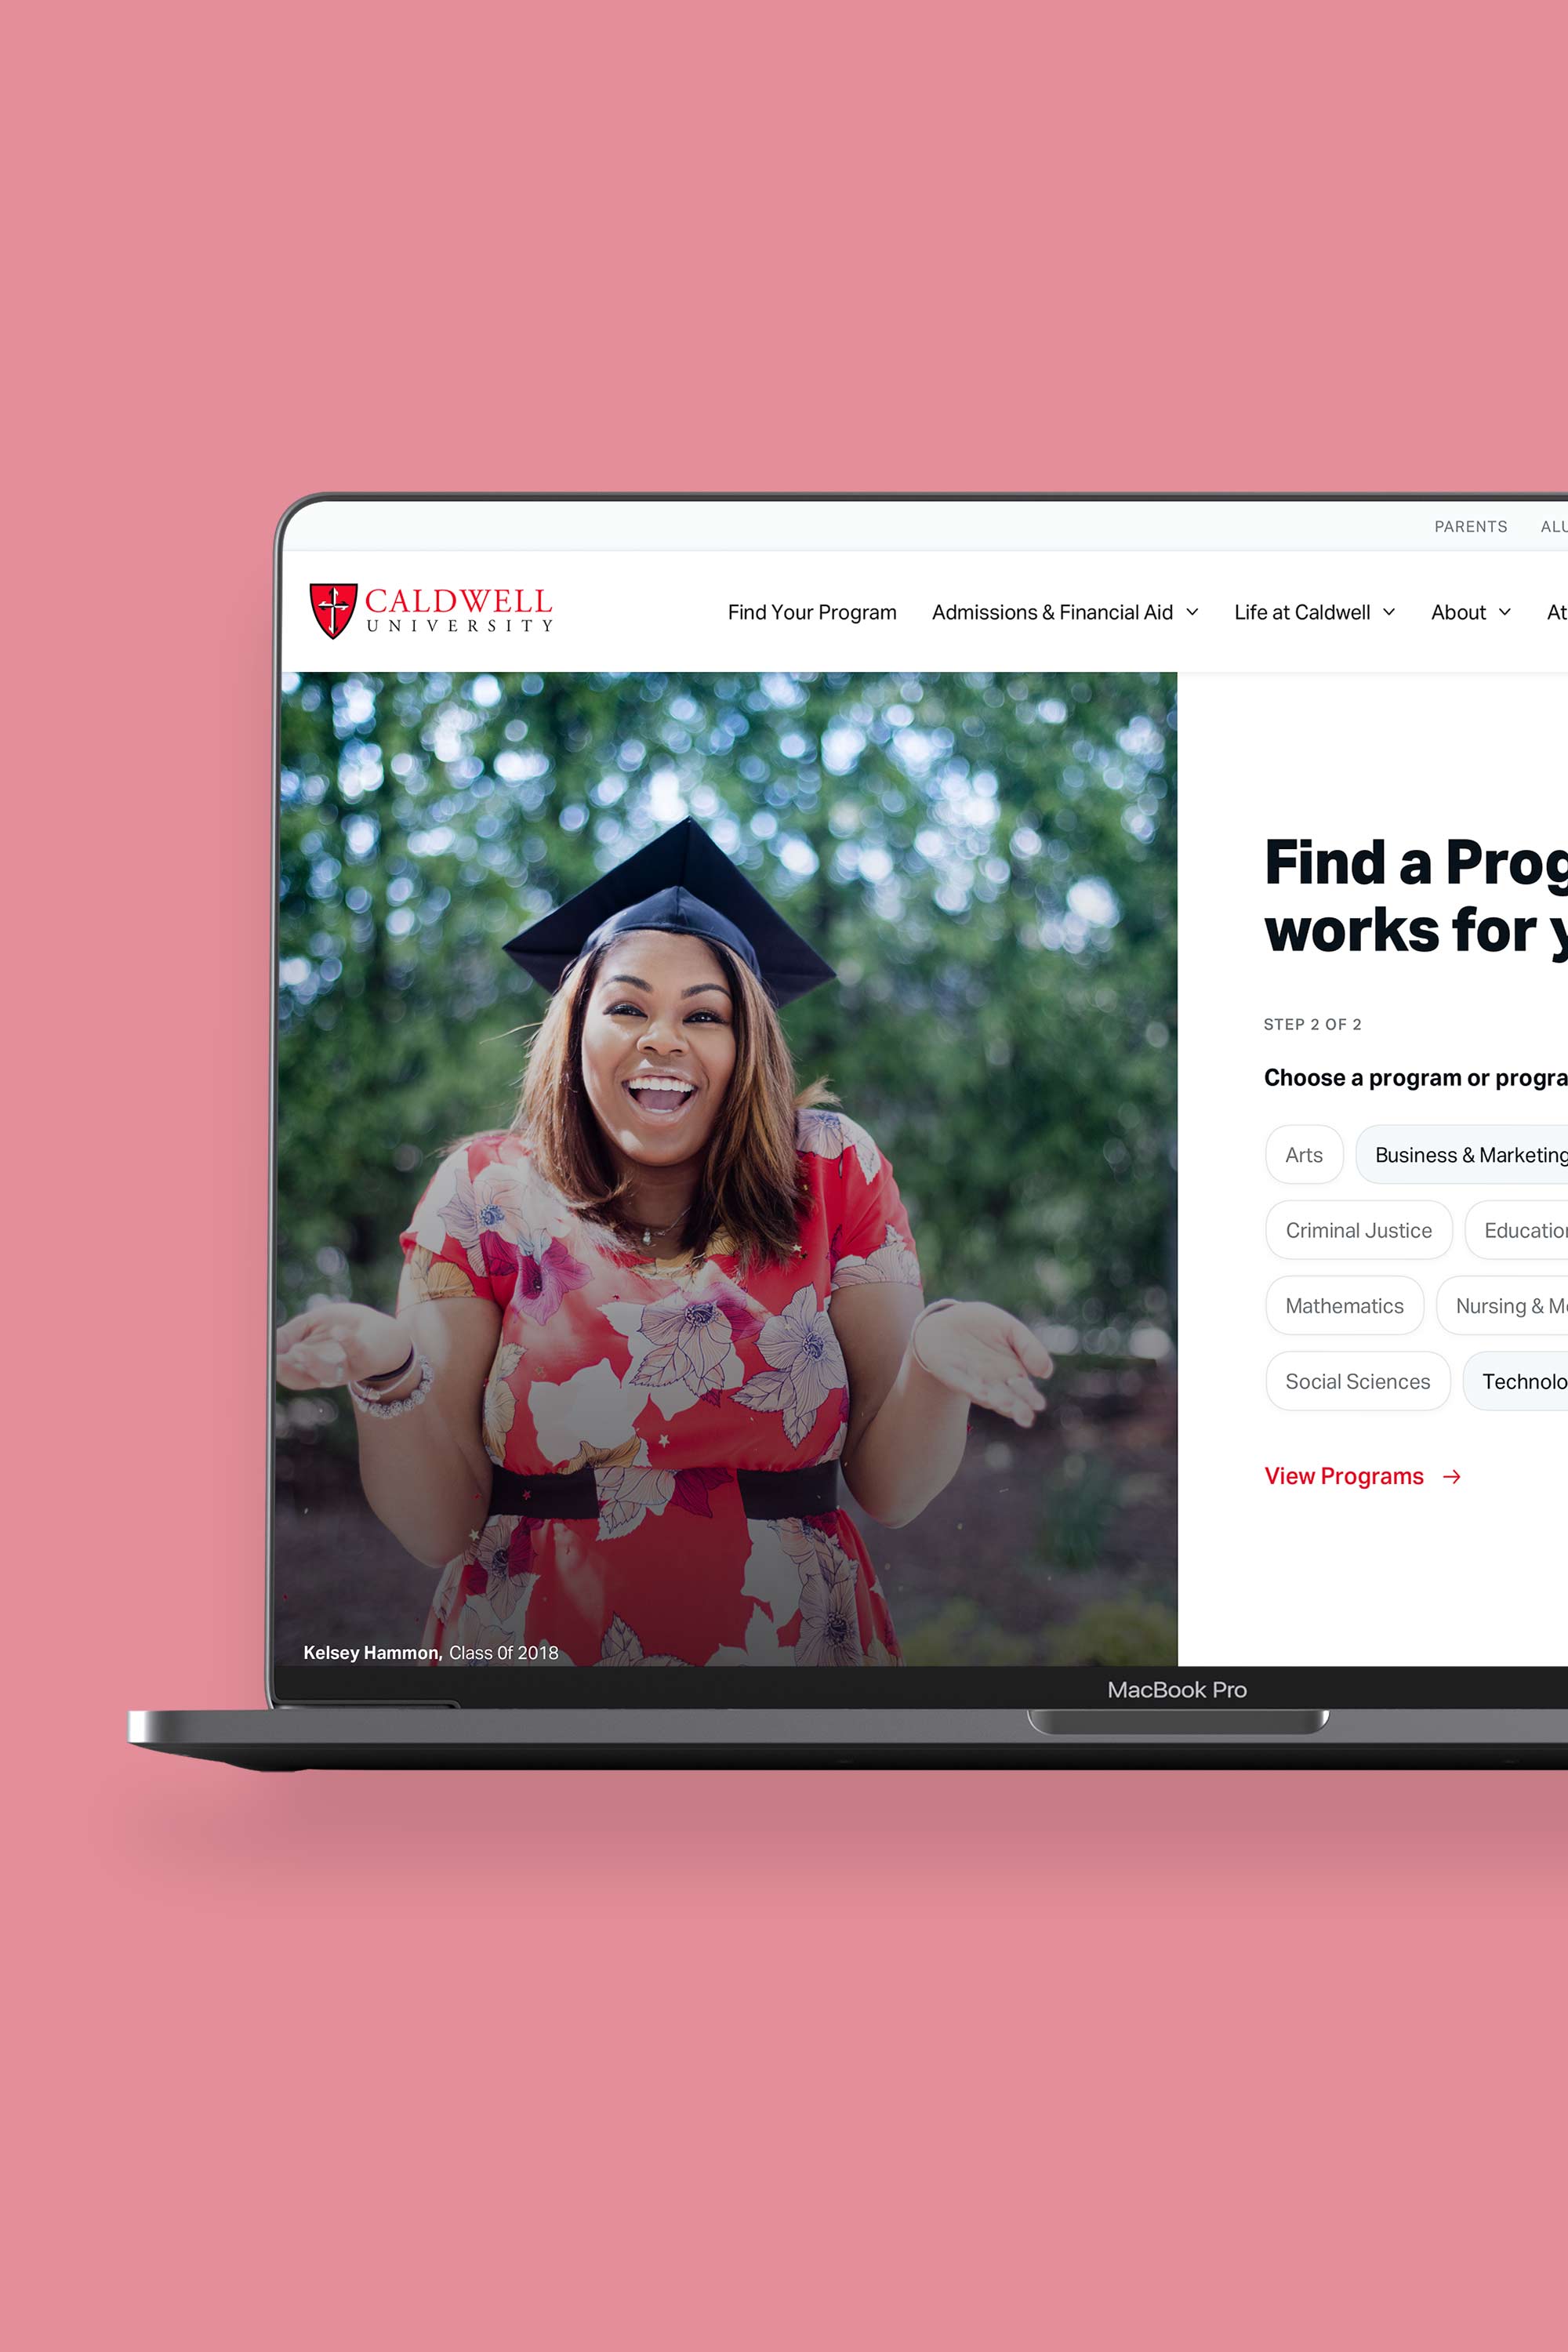 PARENTS ALU
CALDWELL
UNIVERSITY
Find Your Program Admissions & Financial Aid Life at Caldwell About At
Find a Prog
works for y
STEP 2 OF 2
Choose a program or progra
Arts Business & Marketing
Criminal Justice Education
Mathematics Nursing & Me
Social Sciences Technolo
View Programs →
Kelsey Hammon, Class 0f 2018
MacBook Pro